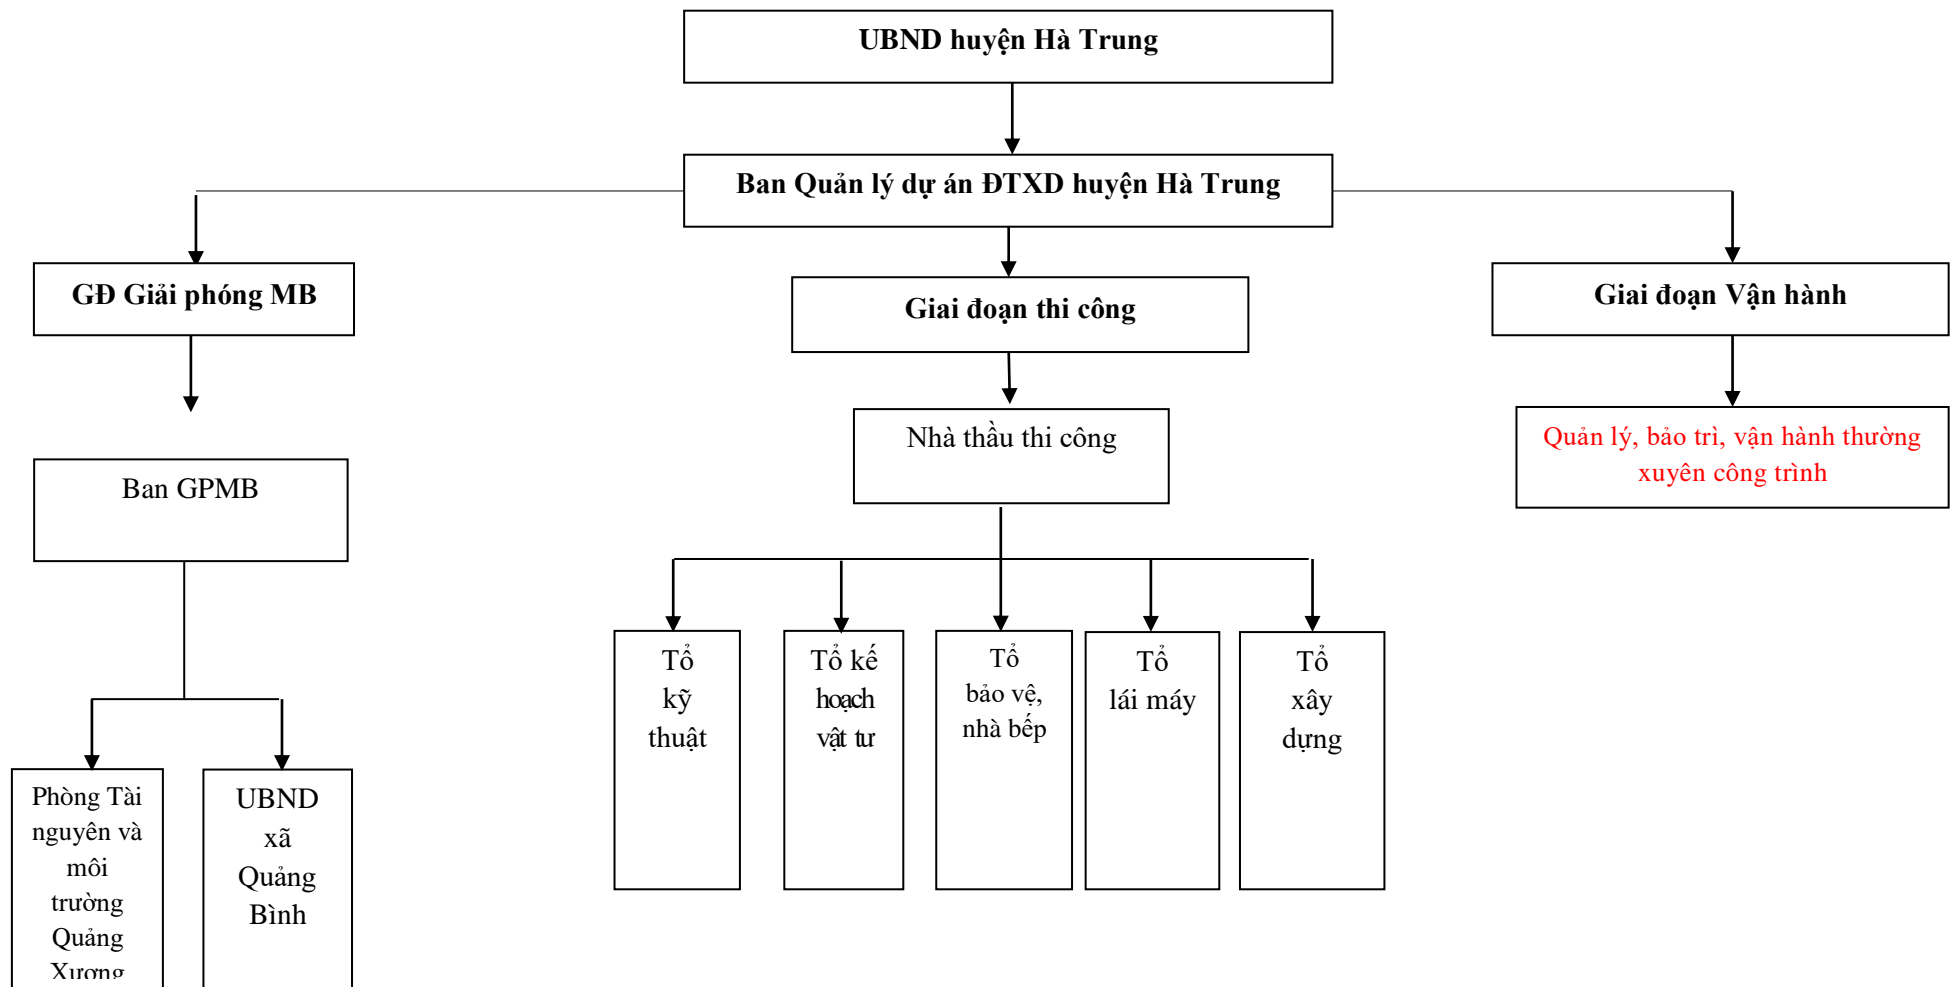 UBND huyện Hà Trung
Ban Quản lý dự án ĐTXD huyện Hà Trung
GĐ Giải phóng MB
Giai đoạn thi công
Giai đoạn Vận hành
Ban GPMB
Nhà thầu thi công
Quản lý, bảo trì, vận hành thường
xuyên công trình
Phòng Tài
nguyên và
môi
trường
Quảng
Xương
UBND
xã
Quảng
Bình
Tổ
kỹ
thuật
Tổ kế
hoạch
vật tư
Tổ
bảo vệ,
nhà bếp
Tổ
lái máy
Tổ
xây
dựng